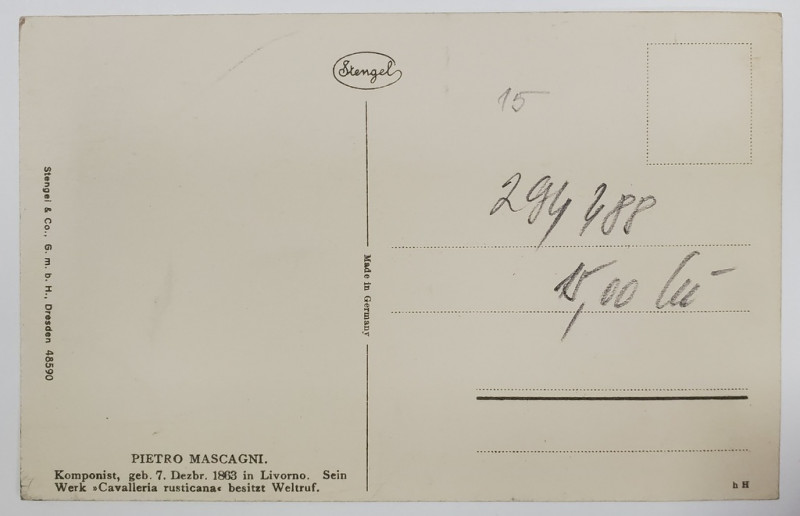 Stengel
15
294488
15,00 Lei
Stengel & Co., G. m. b. H., Dresden 48590
Made in Germany
PIETRO MASCAGNI.
Komponist, geb. 7. Dezbr. 1863 in Livorno. Sein
Werk »Cavalleria rusticana« besitzt Weltruf.
h H